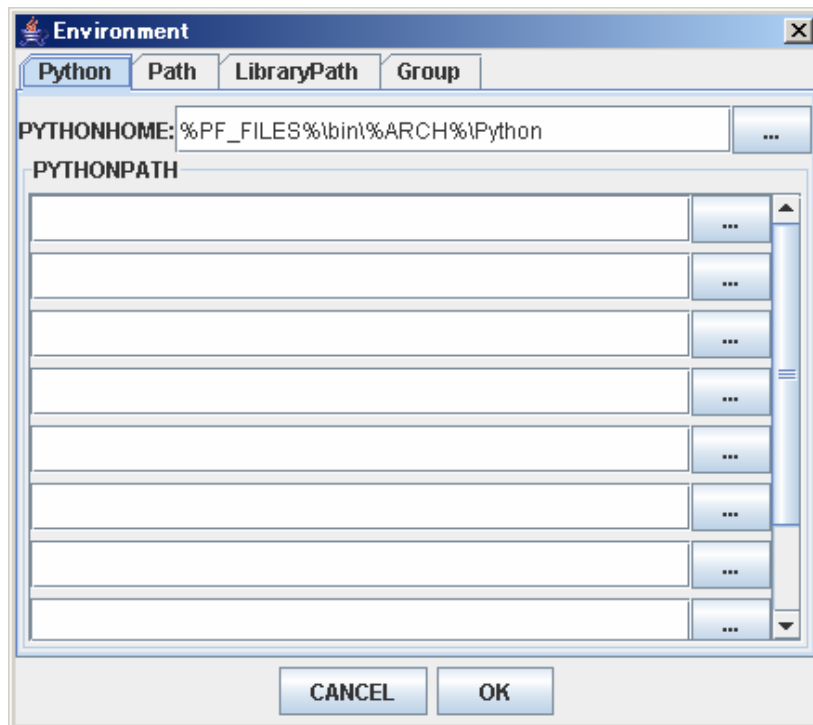 Environment
Python Path LibraryPath Group
PYTHONHOME: %PF_FILES%\bin\%ARCH%\Python ...
PYTHONPATH
...
...
...
...
...
...
...
...
CANCEL OK